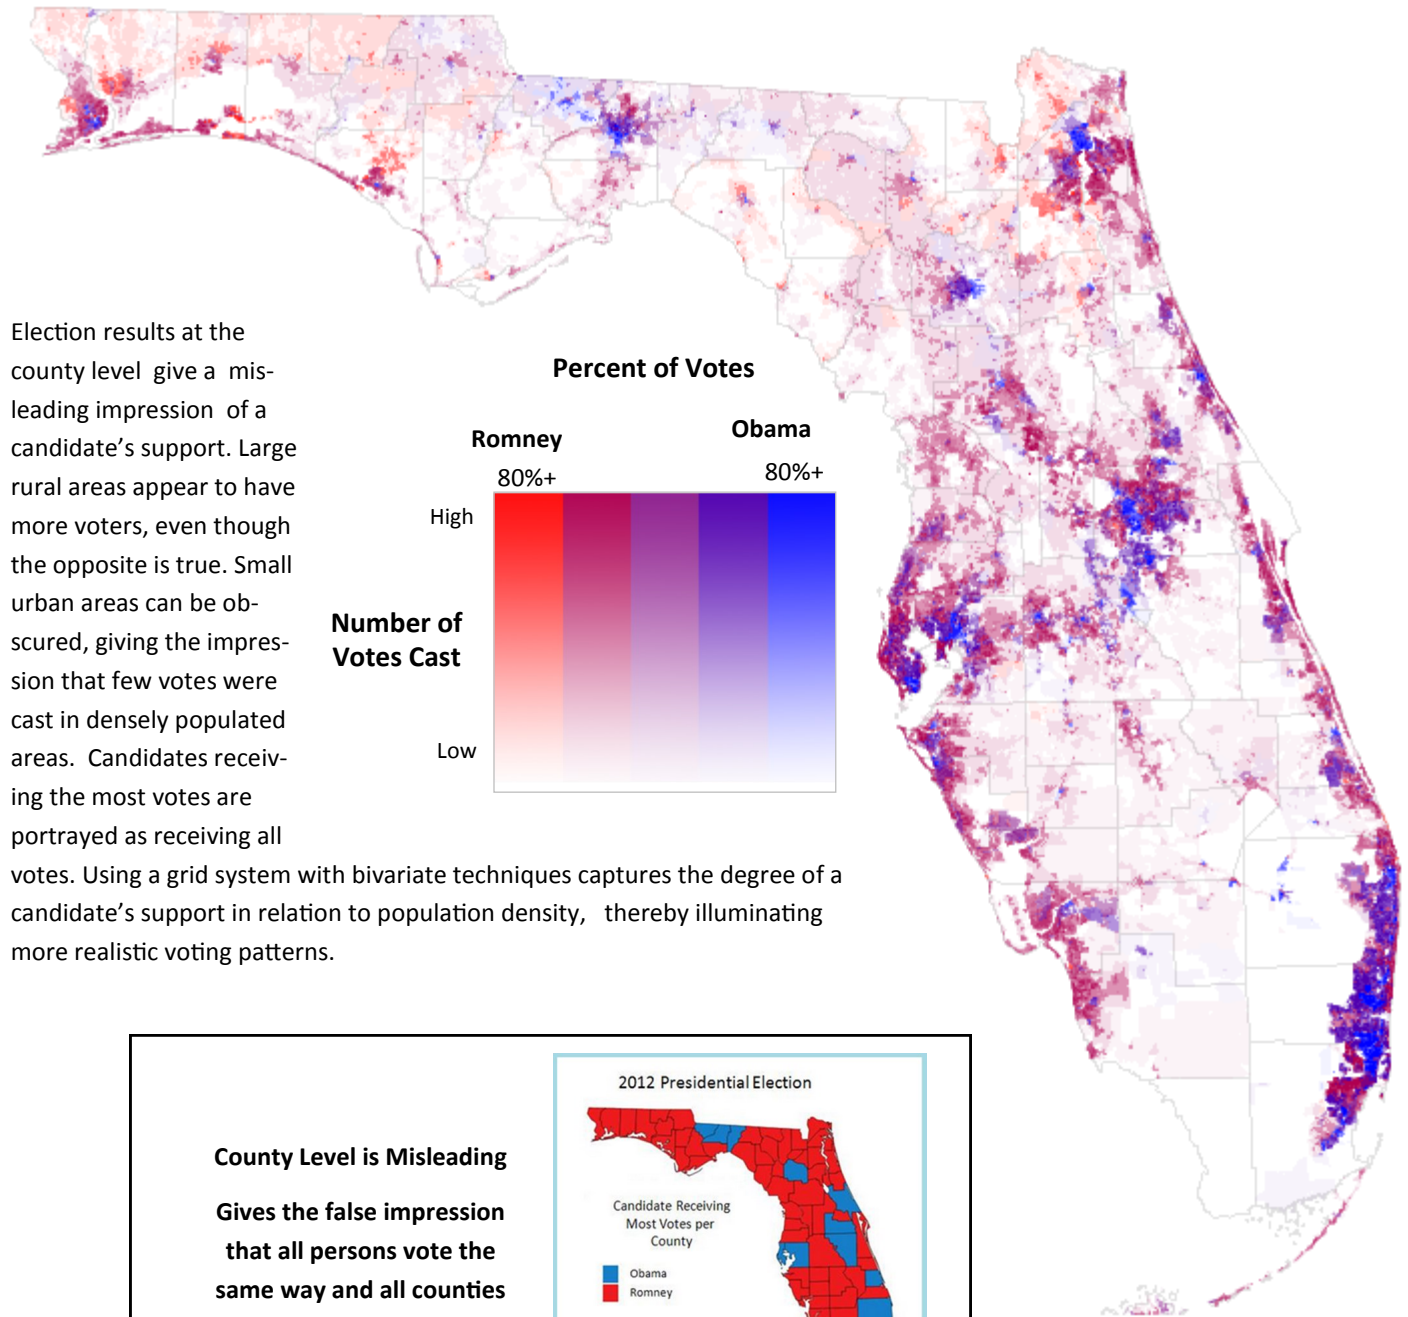 Election results at the
county level give a mis-
leading impression of a
candidate’s support. Large
rural areas appear to have
more voters, even though
the opposite is true. Small
urban areas can be ob-
scured, giving the impres-
sion that few votes were
cast in densely populated
areas. Candidates receiv-
ing the most votes are
portrayed as receiving all
votes. Using a grid system with bivariate techniques captures the degree of a
candidate’s support in relation to population density, thereby illuminating
more realistic voting patterns.
Percent of Votes
Romney
Obama
80%+
80%+
High
Number of
Votes Cast
Low
County Level is Misleading
Gives the false impression
that all persons vote the
same way and all counties
2012 Presidential Election
Candidate Receiving
Most Votes per
County
Obama
Romney